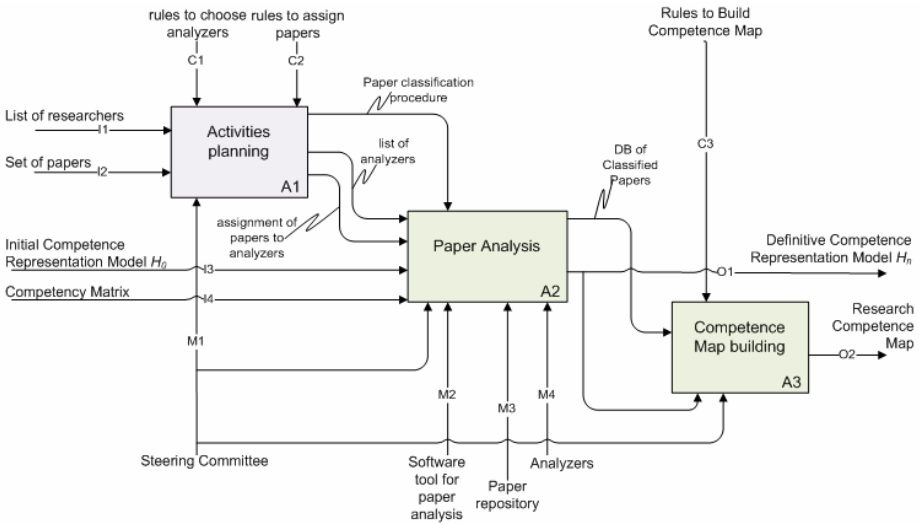 rules to choose
analyzers
rules to assign
papers
Rules to Build
Competence Map
C1
C2
Paper classification
procedure
List of researchers
I1
Activities
planning
A1
Set of papers
I2
list of
analyzers
C3
DB of
Classified
Papers
assignment of
papers to
analyzers
Paper Analysis
A2
Initial Competence
Representation Model H0
I3
Definitive Competence
Representation Model Hn
O1
Competency Matrix
I4
Competence
Map building
A3
Research
Competence
Map
O2
M1
M2
M3
M4
Steering Committee
Software
tool for
paper
analysis
Paper
repository
Analyzers